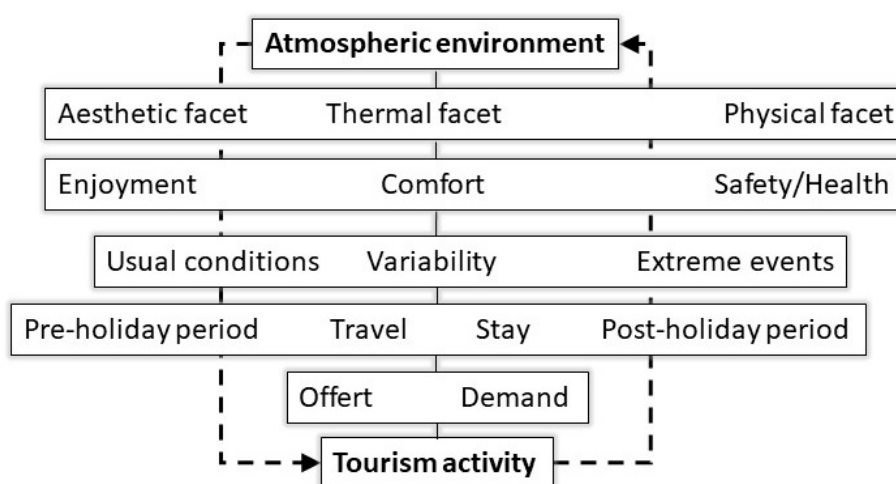 Atmospheric environment
Aesthetic facet Thermal facet Physical facet
Enjoyment Comfort Safety/Health
Usual conditions Variability Extreme events
Pre-holiday period Travel Stay Post-holiday period
Offert Demand
Tourism activity